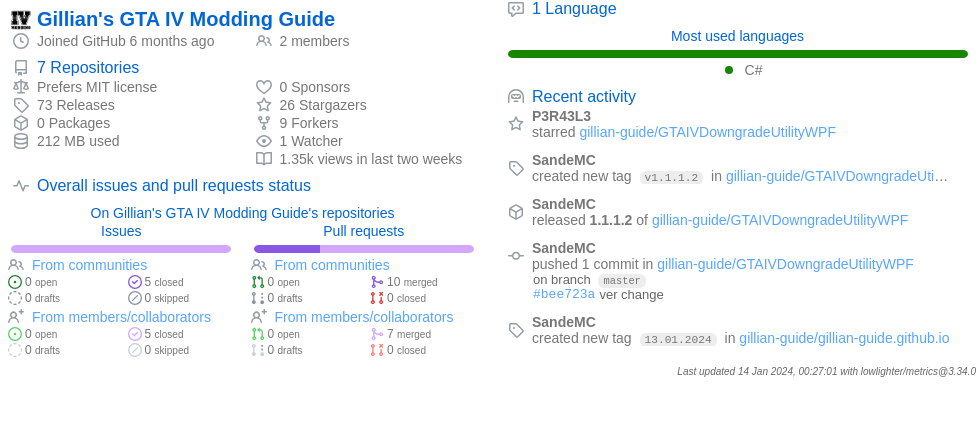 Gillian's GTA IV Modding Guide
Joined GitHub 6 months ago
2 members
7 Repositories
Prefers MIT license
73 Releases
0 Packages
212 MB used
0 Sponsors
26 Stargazers
9 Forkers
1 Watcher
1.35k views in last two weeks
Overall issues and pull requests status
On Gillian's GTA IV Modding Guide's repositories
Issues
From communities
0 open
5 closed
0 drafts
0 skipped
From members/collaborators
0 open
5 closed
0 drafts
0 skipped
Pull requests
From communities
0 open
10 merged
0 drafts
0 closed
From members/collaborators
0 open
7 merged
0 drafts
0 closed
1 Language
Most used languages
C#
Recent activity
P3R43L3
starred gillian-guide/GTAIVDowngradeUtilityWPF
SandeMC
created new tag v1.1.1.2 in gillian-guide/GTAIVDowngradeUti…
SandeMC
released 1.1.1.2 of gillian-guide/GTAIVDowngradeUtilityWPF
SandeMC
pushed 1 commit in gillian-guide/GTAIVDowngradeUtilityWPF
on branch master
#bee723a ver change
SandeMC
created new tag 13.01.2024 in gillian-guide/gillian-guide.github.io
Last updated 14 Jan 2024, 00:27:01 with lowlighter/metrics@3.34.0